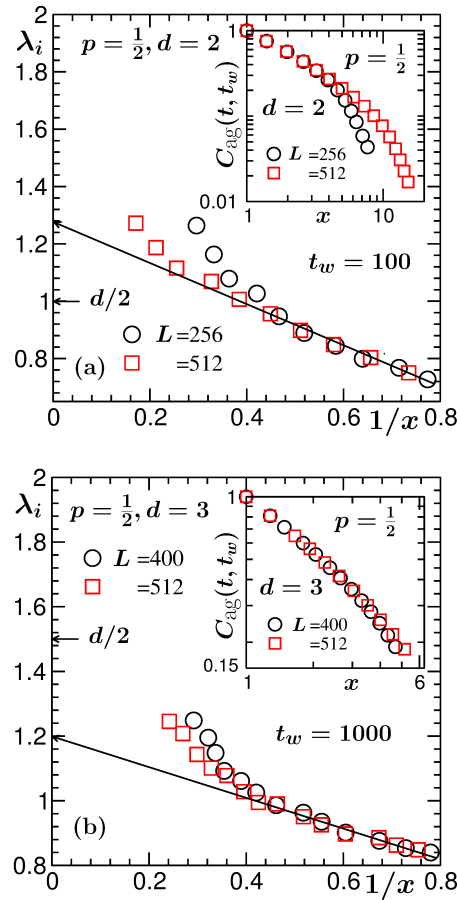 λᵢ
p = ½, d = 2
2
1.8
1.6
1.4
1.2
1
0.8
0
0.2
0.4
0.6
0.8
1/x
d/2
L =256
=512
(a)
t_w = 100
C_ag(t, t_w)
1
0.01
1
10
x
p = ½
d = 2
L =256
=512
λᵢ
p = ½, d = 3
2
1.8
1.6
1.4
1.2
1
0.8
0
0.2
0.4
0.6
0.8
1/x
L =400
=512
d/2
(b)
t_w = 1000
C_ag(t, t_w)
1
0.15
1
6
x
p = ½
d = 3
L =400
=512